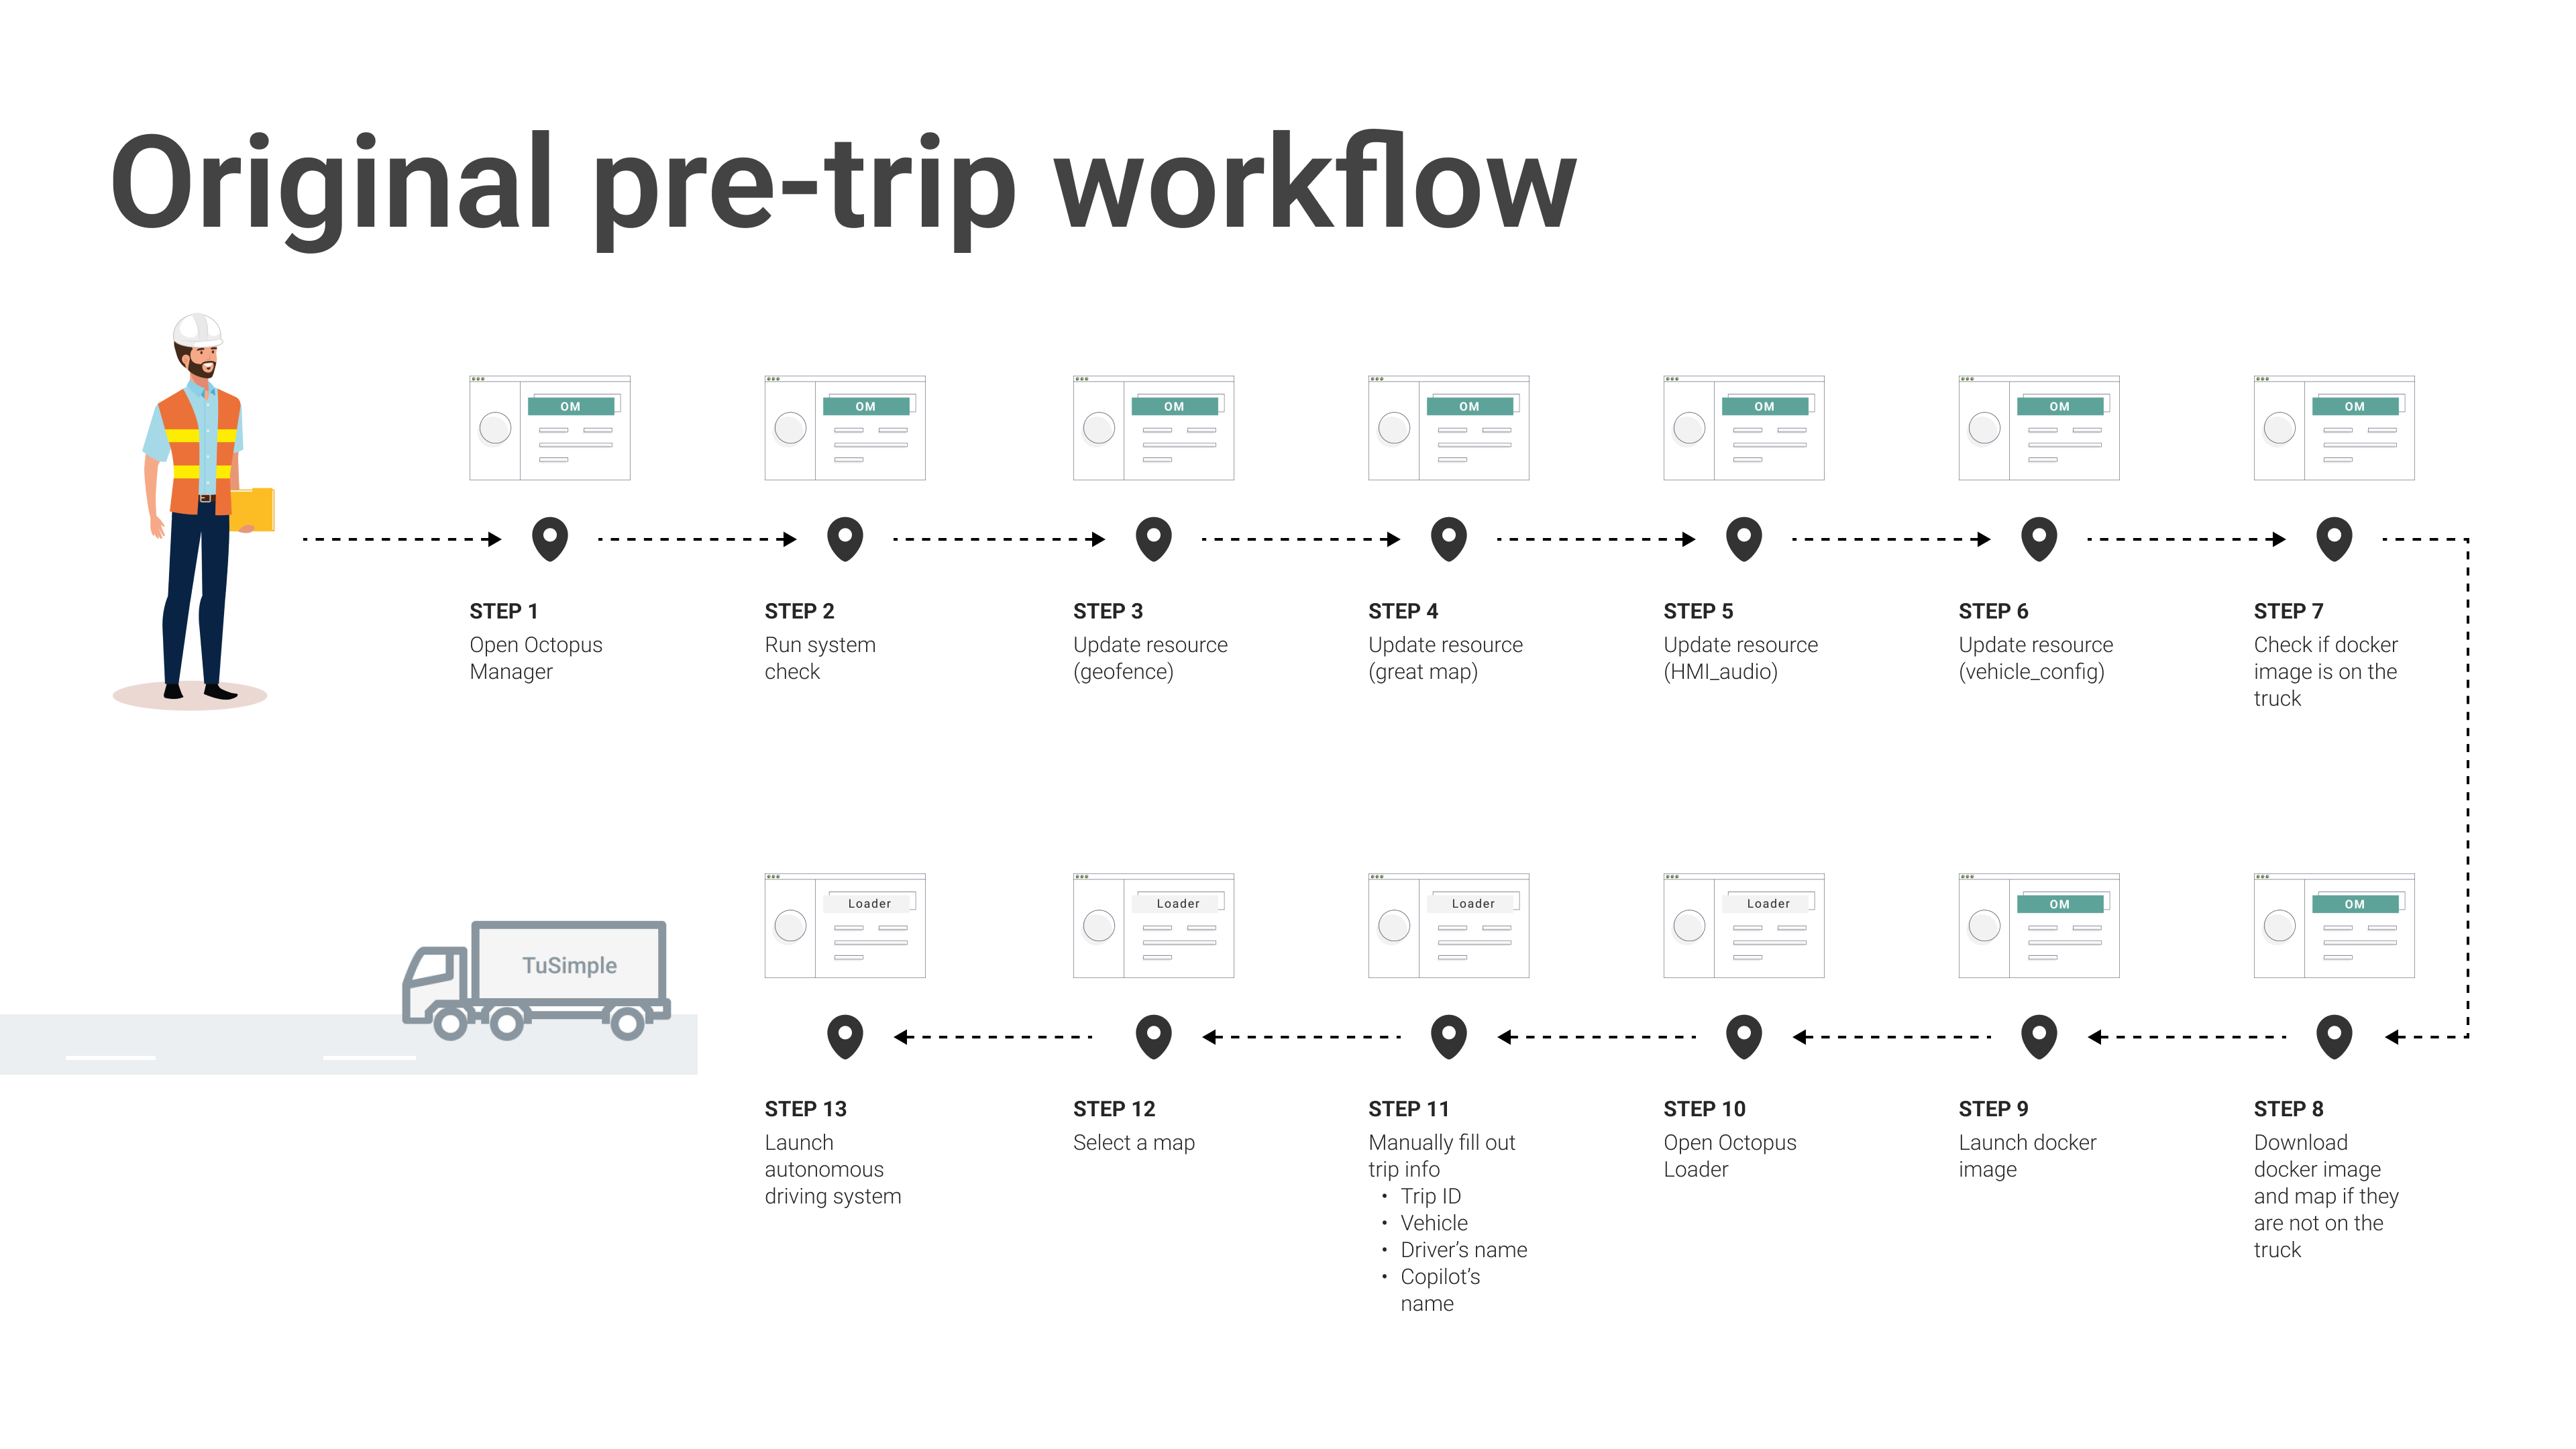 Original pre-trip workflow
OM
OM
OM
OM
OM
OM
OM
STEP 1
Open Octopus
Manager
STEP 2
Run system
check
STEP 3
Update resource
(geofence)
STEP 4
Update resource
(great map)
STEP 5
Update resource
(HMI_audio)
STEP 6
Update resource
(vehicle_config)
STEP 7
Check if docker
image is on the
truck
TuSimple
Loader
Loader
Loader
Loader
OM
OM
STEP 13
Launch
autonomous
driving system
STEP 12
Select a map
STEP 11
Manually fill out
trip info
• Trip ID
• Vehicle
• Driver’s name
• Copilot’s
name
STEP 10
Open Octopus
Loader
STEP 9
Launch docker
image
STEP 8
Download
docker image
and map if they
are not on the
truck